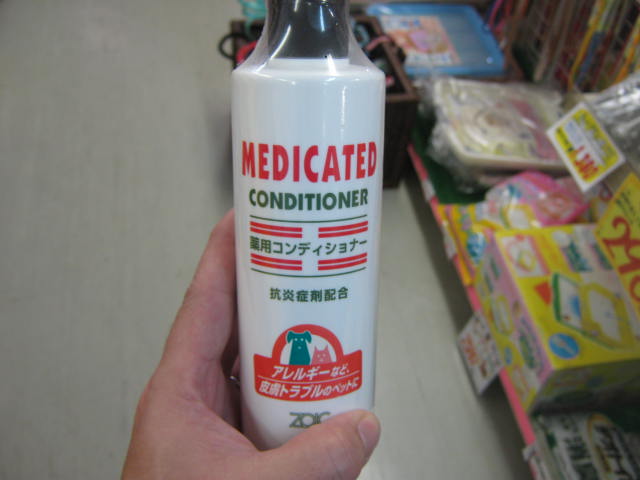 MEDICATED
CONDITIONER
薬用コンディショナー
抗炎症剤配合
アレルギーなど、
皮膚トラブルのペットに
ZOIC